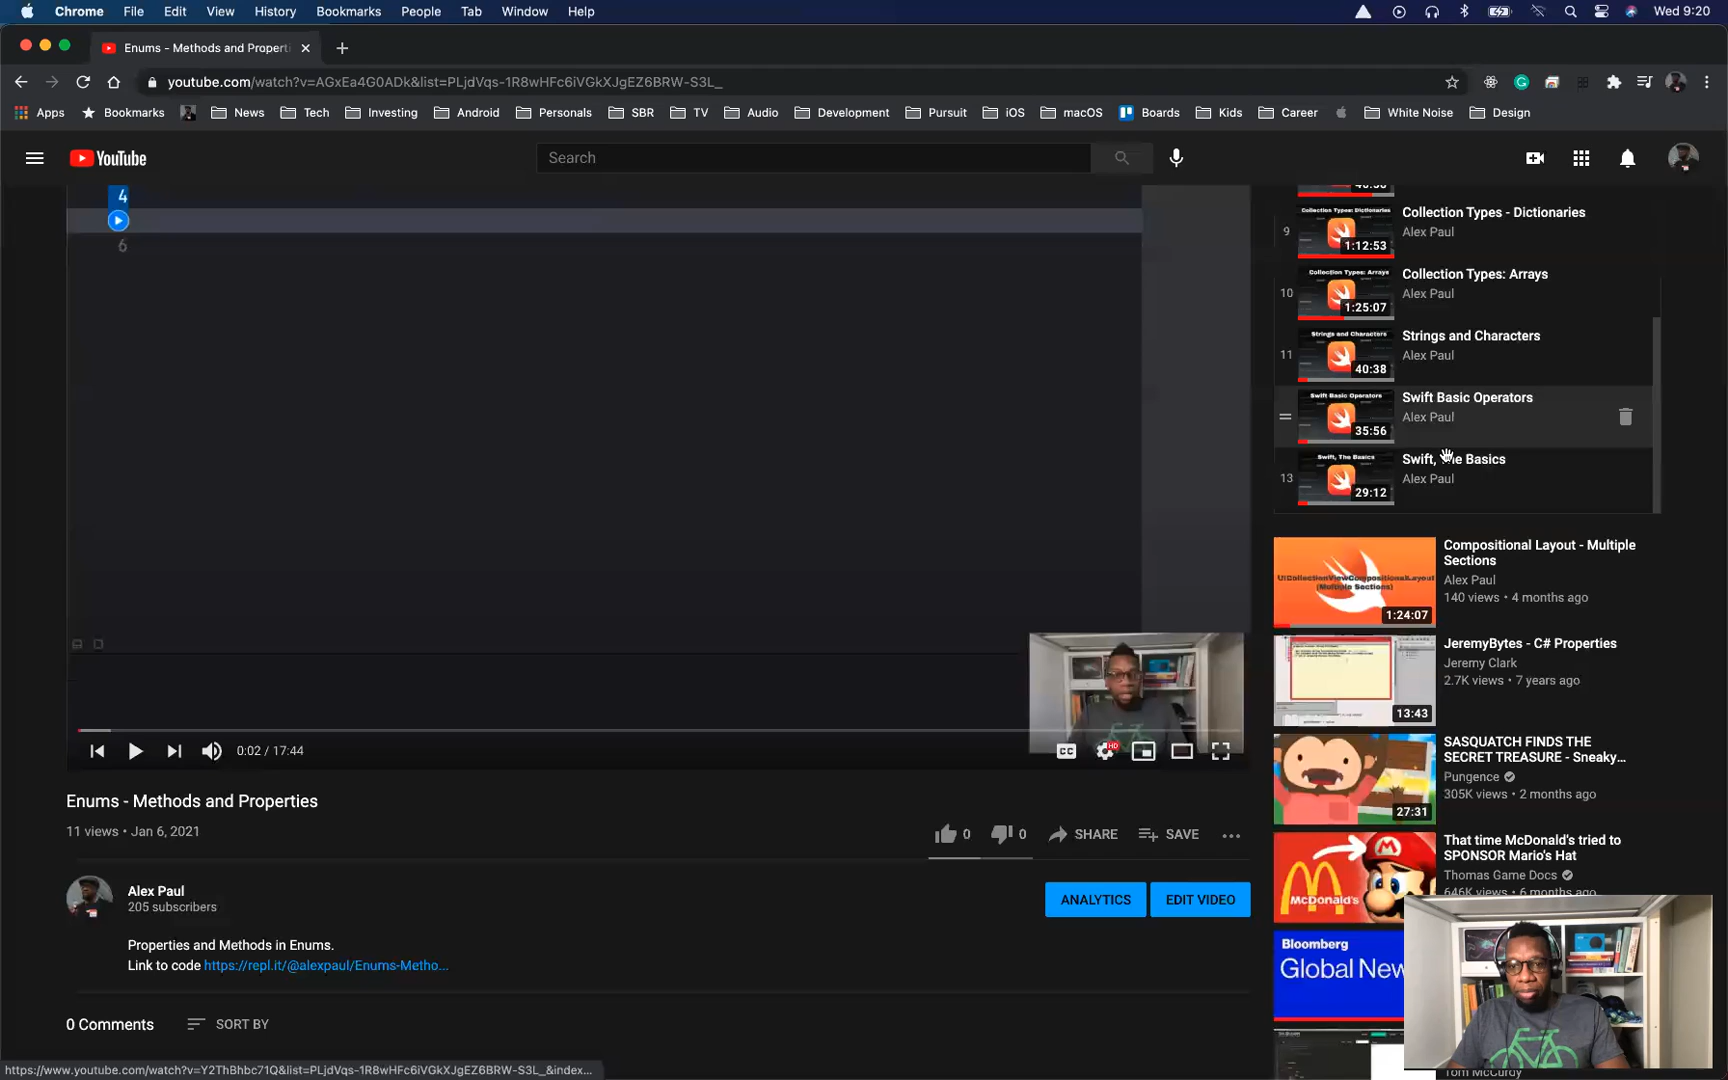 Chrome File Edit View History Bookmarks People Tab Window Help Wed 9:20
Enums - Methods and Properti
youtube.com/watch?v=AGxEa4G0ADk&list=PLjdVqs-1R8wHFc6iVGkXJgEZ6BRW-S3L_
Apps Bookmarks News Tech Investing Android Personals SBR TV Audio Development Pursuit iOS macOS Boards Kids Career White Noise Design
YouTube
Search
4
6
9
Collection Types: Dictionaries
1:12:53
Collection Types - Dictionaries
Alex Paul
10
Collection Types: Arrays
1:25:07
Collection Types: Arrays
Alex Paul
11
Strings and Characters
40:38
Strings and Characters
Alex Paul
Swift Basic Operators
35:56
Swift Basic Operators
Alex Paul
13
Swift, The Basics
29:12
Swift, The Basics
Alex Paul
UICollectionViewCompositionalLayout
(Multiple Sections)
1:24:07
Compositional Layout - Multiple
Sections
Alex Paul
140 views • 4 months ago
13:43
JeremyBytes - C# Properties
Jeremy Clark
2.7K views • 7 years ago
27:31
SASQUATCH FINDS THE
SECRET TREASURE - Sneaky...
Pungence
305K views • 2 months ago
McDonald's
That time McDonald's tried to
SPONSOR Mario's Hat
Thomas Game Docs
646K views • 6 months ago
Bloomberg
Global New
Tom McCurdy
0:02 / 17:44
CC
HD
Enums - Methods and Properties
11 views • Jan 6, 2021
0 0 SHARE SAVE
Alex Paul
205 subscribers
ANALYTICS EDIT VIDEO
Properties and Methods in Enums.
Link to code https://repl.it/@alexpaul/Enums-Metho...
0 Comments SORT BY
https://www.youtube.com/watch?v=Y2ThBhbc71Q&list=PLjdVqs-1R8wHFc6iVGkXJgEZ6BRW-S3L_&index...